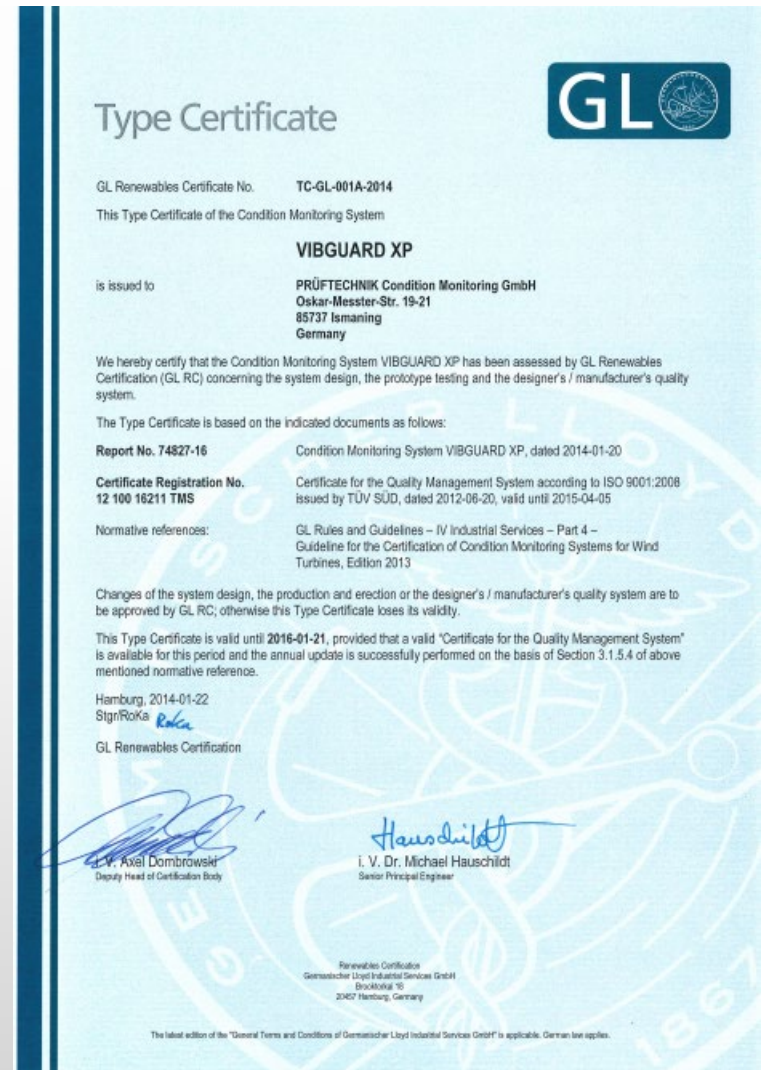 Type Certificate
GL
GL Renewables Certificate No. TC-GL-001A-2014
This Type Certificate of the Condition Monitoring System
VIBGUARD XP
is issued to PRÜFTECHNIK Condition Monitoring GmbH
Oskar-Messter-Str. 19-21
85737 Ismaning
Germany
We hereby certify that the Condition Monitoring System VIBGUARD XP has been assessed by GL Renewables
Certification (GL RC) concerning the system design, the prototype testing and the designer's / manufacturer's quality
system.
The Type Certificate is based on the indicated documents as follows:
Report No. 74827-16 Condition Monitoring System VIBGUARD XP, dated 2014-01-20
Certificate Registration No. Certificate for the Quality Management System according to ISO 9001:2008
12 100 16211 TMS issued by TÜV SÜD, dated 2012-06-20, valid until 2015-04-05
Normative references: GL Rules and Guidelines – IV Industrial Services – Part 4 –
Guideline for the Certification of Condition Monitoring Systems for Wind
Turbines, Edition 2013
Changes of the system design, the production and erection or the designer's / manufacturer's quality system are to
be approved by GL RC; otherwise this Type Certificate loses its validity.
This Type Certificate is valid until 2016-01-21, provided that a valid "Certificate for the Quality Management System"
is available for this period and the annual update is successfully performed on the basis of Section 3.1.5.4 of above
mentioned normative reference.
Hamburg, 2014-01-22
Stgr/RoKa RoKa
GL Renewables Certification
Hauschildt
i. V. Axel Dombrowski i. V. Dr. Michael Hauschildt
Deputy Head of Certification Body Senior Principal Engineer
Renewables Certification
Germanischer Lloyd Industrial Services GmbH
Brooktorkai 18
20457 Hamburg, Germany
The latest edition of the "General Terms and Conditions of Germanischer Lloyd Industrial Services GmbH" is applicable. German law applies.
1867